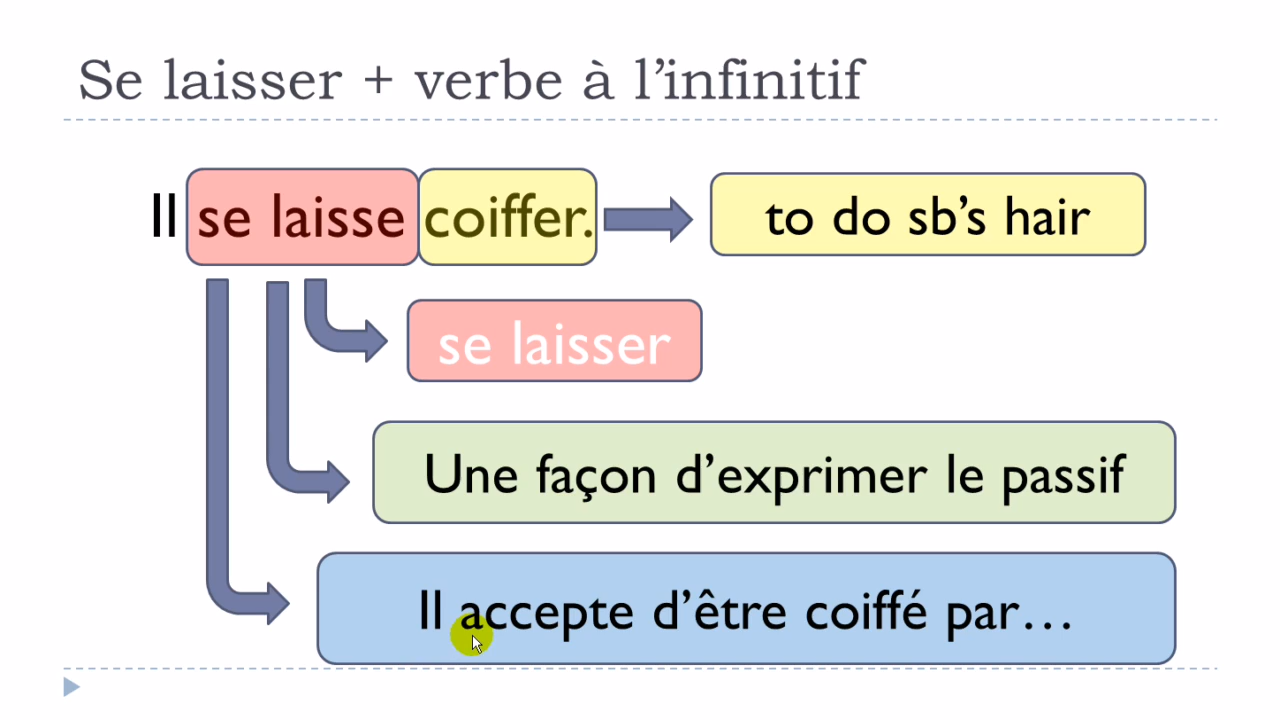 Se laisser + verbe à l’infinitif
Il se laisse coiffer. to do sb’s hair
se laisser
Une façon d’exprimer le passif
Il accepte d’être coiffé par…